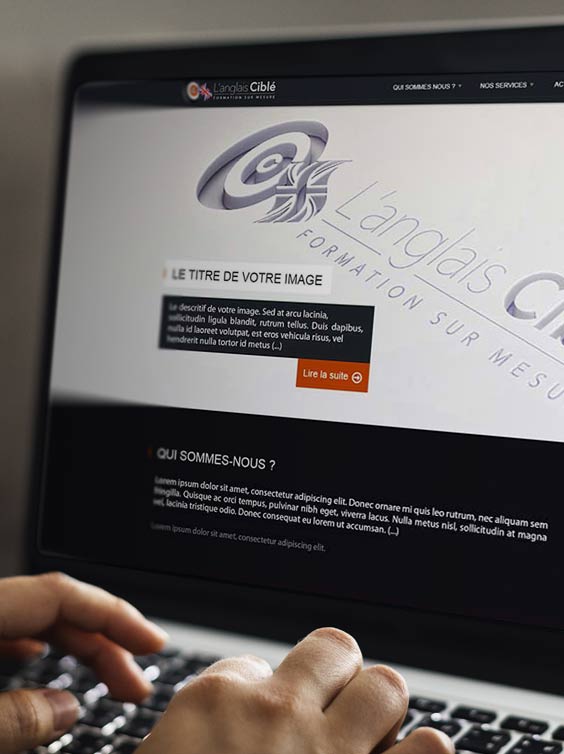 L'anglais Ciblé
FORMATION SUR MESURE
QUI SOMMES NOUS ?
NOS SERVICES
L'anglais
FORMATION SUR MESU
LE TITRE DE VOTRE IMAGE
Le descritif de votre image. Sed at arcu lacinia,
sollicitudin ligula blandit, rutrum tellus. Duis dapibus,
nulla id laoreet volutpat, est eros vehicula risus, vel
hendrerit nulla tortor id metus (...)
Lire la suite
QUI SOMMES-NOUS ?
Lorem ipsum dolor sit amet, consectetur adipiscing elit. Donec ornare mi quis leo rutrum, nec aliquam sem
fringilla. Quisque ac orci tempus, pulvinar nibh eget, viverra lacus. Nulla metus nisl, sollicitudin at magna
vel, lacinia tristique odio. Donec consequat eu lorem ut accumsan. (...)
Lorem ipsum dolor sit amet, consectetur adipiscing elit.